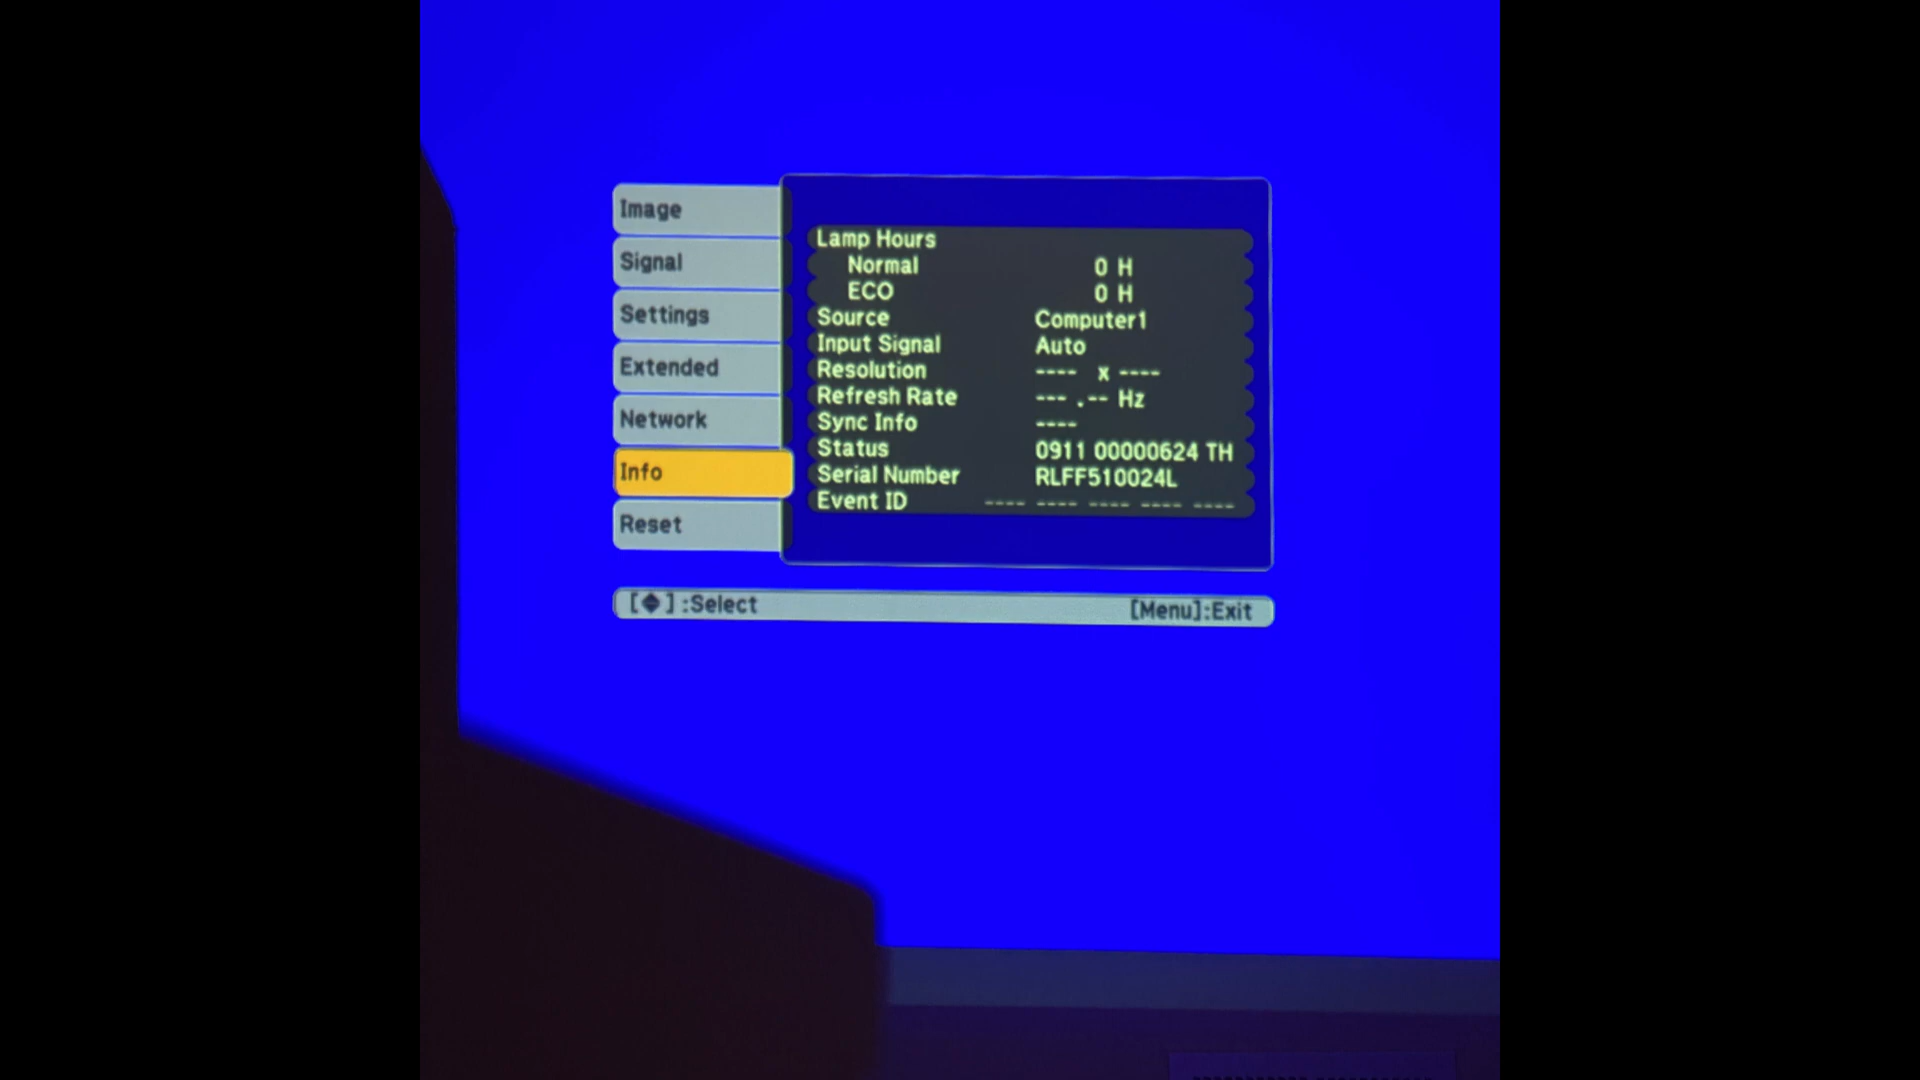 Image
Signal
Settings
Extended
Network
Info
Reset
Lamp Hours
Normal 0 H
ECO 0 H
Source Computer1
Input Signal Auto
Resolution ---- x ----
Refresh Rate --- .-- Hz
Sync Info ----
Status 0911 00000624 TH
Serial Number RLFF510024L
Event ID ---- ---- ---- ---- ----
[◆] :Select [Menu]:Exit